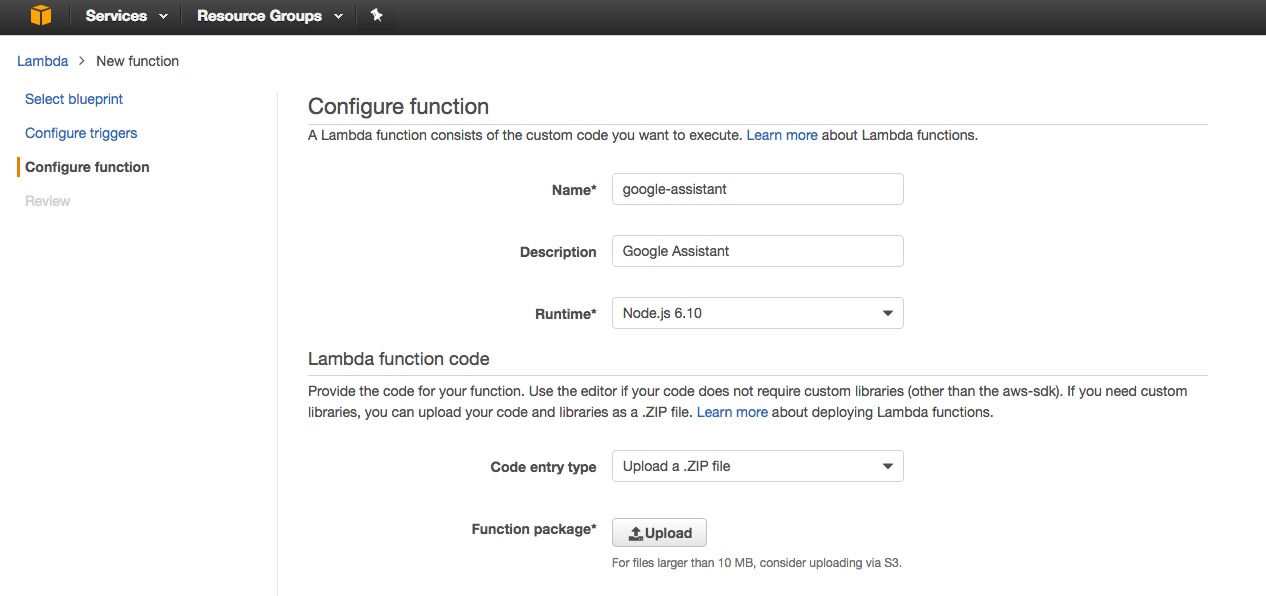 Services Resource Groups
Lambda > New function
Select blueprint
Configure triggers
Configure function
Review
Configure function
A Lambda function consists of the custom code you want to execute. Learn more about Lambda functions.
Name* google-assistant
Description Google Assistant
Runtime* Node.js 6.10
Lambda function code
Provide the code for your function. Use the editor if your code does not require custom libraries (other than the aws-sdk). If you need custom
libraries, you can upload your code and libraries as a .ZIP file. Learn more about deploying Lambda functions.
Code entry type Upload a .ZIP file
Function package* Upload
For files larger than 10 MB, consider uploading via S3.